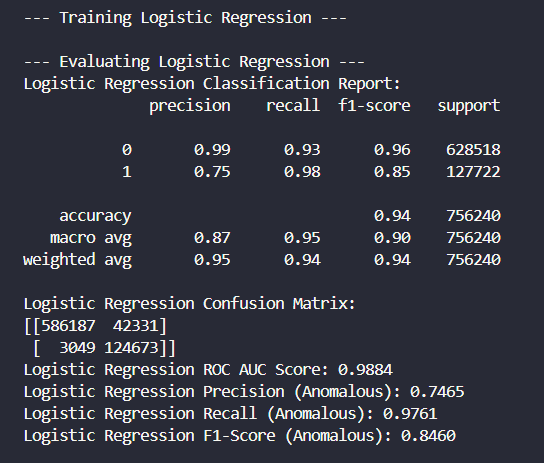 --- Training Logistic Regression ---
--- Evaluating Logistic Regression ---
Logistic Regression Classification Report:
precision recall f1-score support
0 0.99 0.93 0.96 628518
1 0.75 0.98 0.85 127722
accuracy 0.94 756240
macro avg 0.87 0.95 0.90 756240
weighted avg 0.95 0.94 0.94 756240
Logistic Regression Confusion Matrix:
[[586187 42331]
[ 3049 124673]]
Logistic Regression ROC AUC Score: 0.9884
Logistic Regression Precision (Anomalous): 0.7465
Logistic Regression Recall (Anomalous): 0.9761
Logistic Regression F1-Score (Anomalous): 0.8460